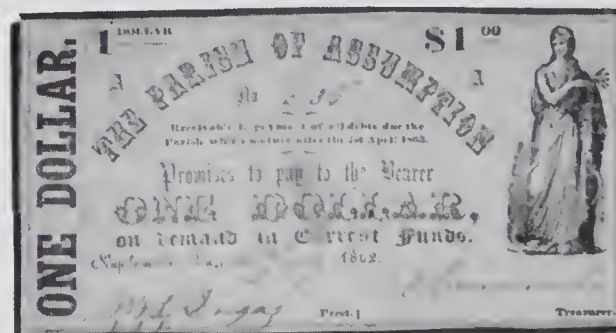 ONE DOLLAR.
1 DOLLAR $1 00
THE PARISH OF ASSUMPTION
A A
No
Receivable in payment of all debts due the
Parish when mature after the 1st April 1863.
Promises to pay to the Bearer
ONE DOLLAR,
on demand in Current Funds.
1862.
Prest. Treasurer